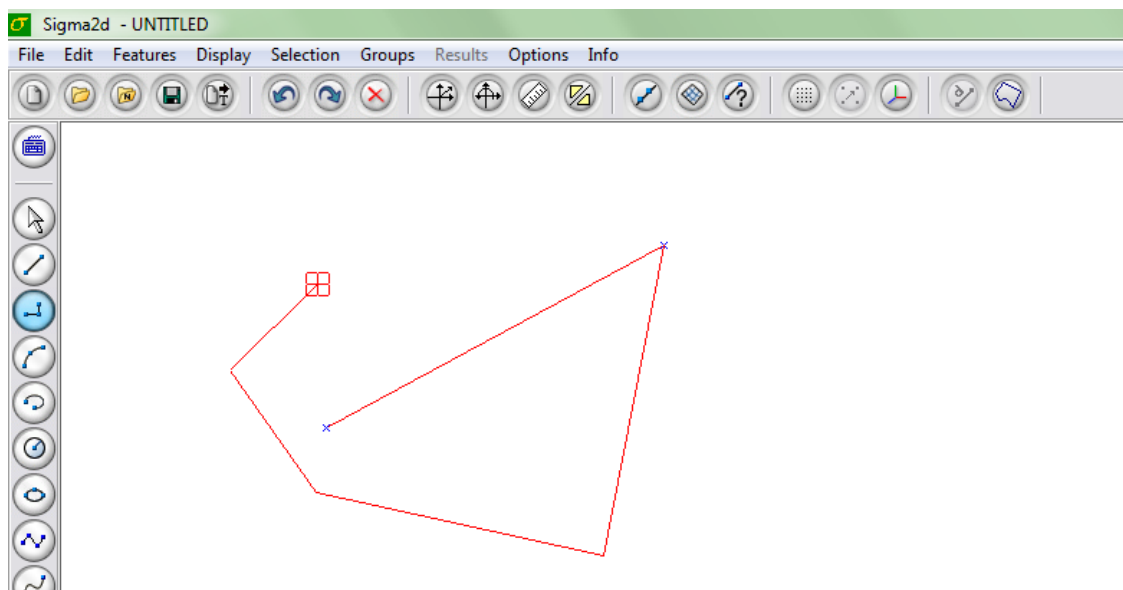 Sigma2d - UNTITLED
File Edit Features Display Selection Groups Results Options Info